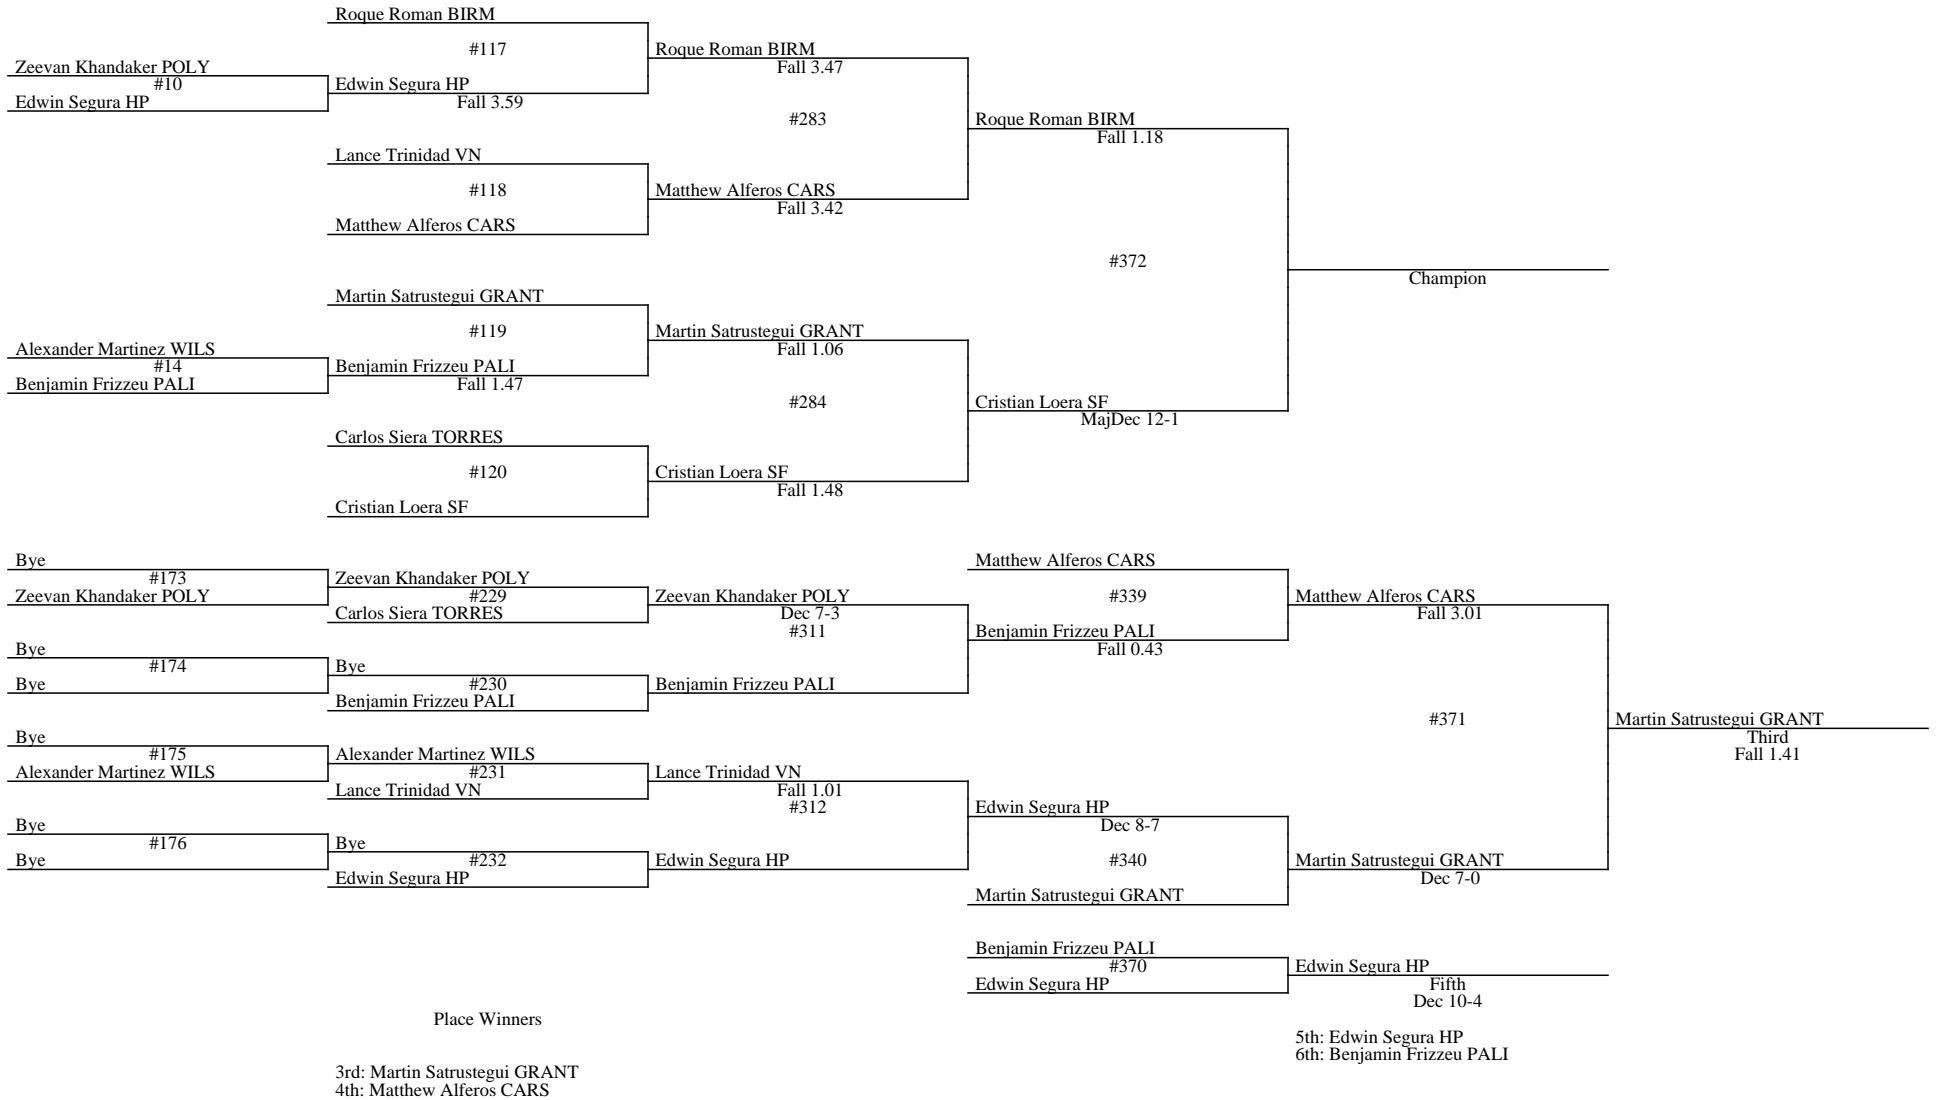 Roque Roman BIRM
#117
Roque Roman BIRM
Zeevan Khandaker POLY
Fall 3.47
#10
Edwin Segura HP
Edwin Segura HP
Fall 3.59
#283
Roque Roman BIRM
Fall 1.18
Lance Trinidad VN
#118
Matthew Alferos CARS
Fall 3.42
Matthew Alferos CARS
#372
Champion
Martin Satrustegui GRANT
#119
Martin Satrustegui GRANT
Alexander Martinez WILS
Fall 1.06
#14
Benjamin Frizzeu PALI
Benjamin Frizzeu PALI
Fall 1.47
#284
Cristian Loera SF
MajDec 12-1
Carlos Siera TORRES
#120
Cristian Loera SF
Fall 1.48
Cristian Loera SF
Bye
Matthew Alferos CARS
#173
Zeevan Khandaker POLY
Zeevan Khandaker POLY
#229
Zeevan Khandaker POLY
#339
Matthew Alferos CARS
Carlos Siera TORRES
Dec 7-3
Fall 3.01
#311
Benjamin Frizzeu PALI
Bye
Fall 0.43
#174
Bye
Bye
#230
Benjamin Frizzeu PALI
Benjamin Frizzeu PALI
#371
Martin Satrustegui GRANT
Bye
Third
#175
Alexander Martinez WILS
Fall 1.41
Alexander Martinez WILS
#231
Lance Trinidad VN
Lance Trinidad VN
Fall 1.01
#312
Edwin Segura HP
Bye
Dec 8-7
#176
Bye
Bye
#232
Edwin Segura HP
#340
Martin Satrustegui GRANT
Edwin Segura HP
Dec 7-0
Martin Satrustegui GRANT
Benjamin Frizzeu PALI
#370
Edwin Segura HP
Edwin Segura HP
Fifth
Dec 10-4
Place Winners
5th: Edwin Segura HP
6th: Benjamin Frizzeu PALI
3rd: Martin Satrustegui GRANT
4th: Matthew Alferos CARS